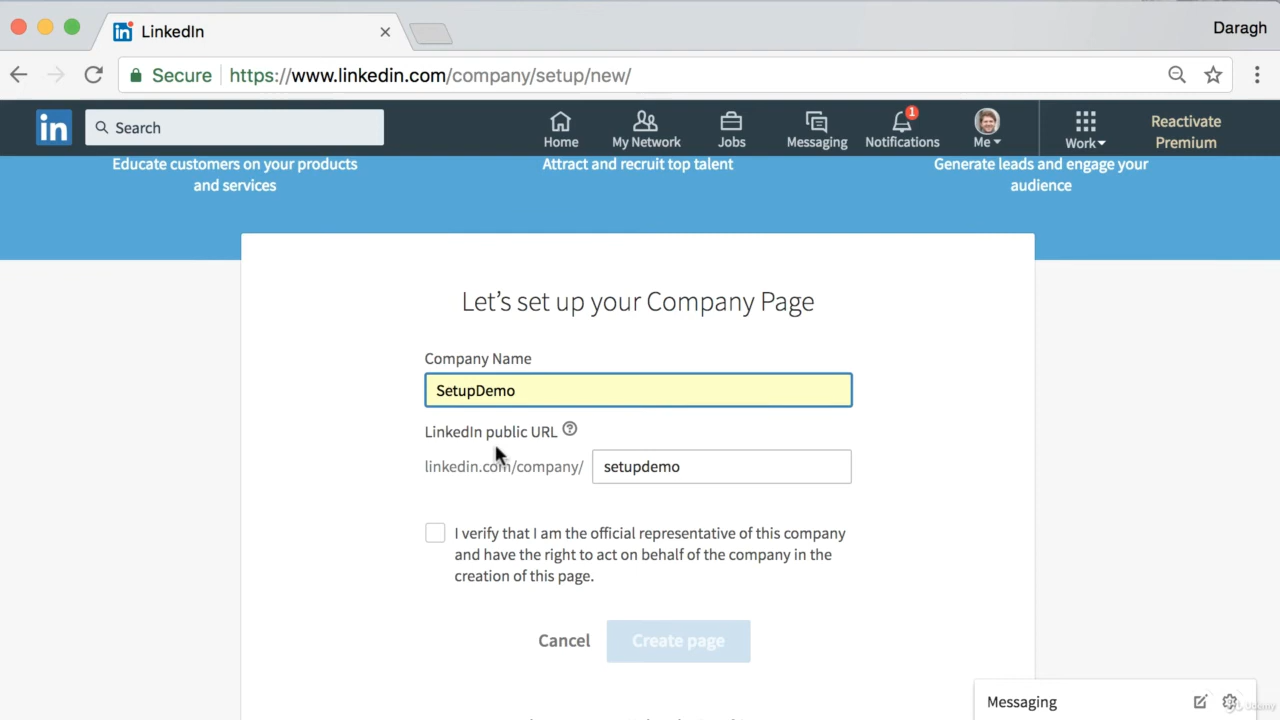 LinkedIn
Daragh
Secure
https://www.linkedin.com/company/setup/new/
in
Search
Home
My Network
Jobs
Messaging
1
Notifications
Me
Work
Reactivate
Premium
Educate customers on your products
and services
Attract and recruit top talent
Generate leads and engage your
audience
Let's set up your Company Page
Company Name
SetupDemo
LinkedIn public URL ?
linkedin.com/company/ setupdemo
I verify that I am the official representative of this company
and have the right to act on behalf of the company in the
creation of this page.
Cancel
Create page
Messaging
Udemy